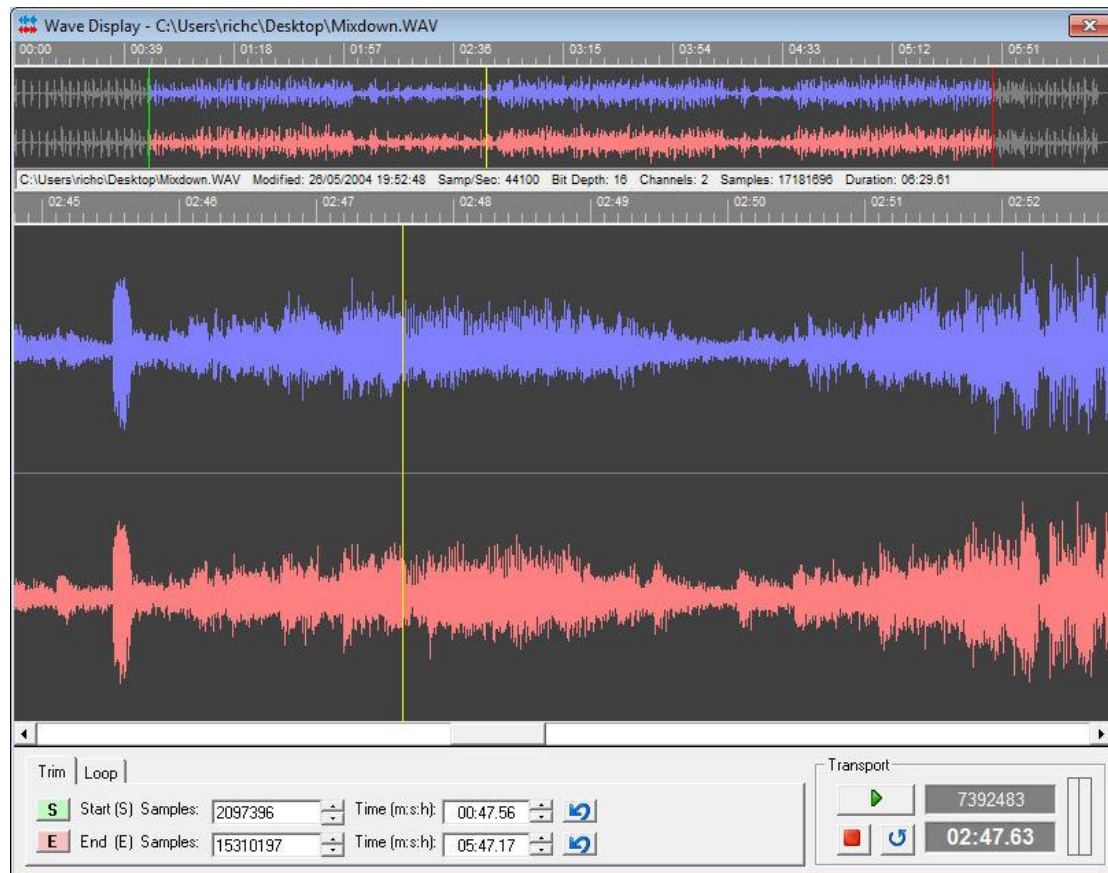 Wave Display - C:\Users\richc\Desktop\Mixdown.WAV
00:00 00:39 01:18 01:57 02:36 03:15 03:54 04:33 05:12 05:51
C:\Users\richc\Desktop\Mixdown.WAV Modified: 26/05/2004 19:52:48 Samp/Sec: 44100 Bit Depth: 16 Channels: 2 Samples: 17181696 Duration: 06:29.61
02:45 02:46 02:47 02:48 02:49 02:50 02:51 02:52
Trim Loop
S Start (S) Samples: 2097396 Time (m:s:h): 00:47.56
E End (E) Samples: 15310197 Time (m:s:h): 05:47.17
Transport
7392483
02:47.63